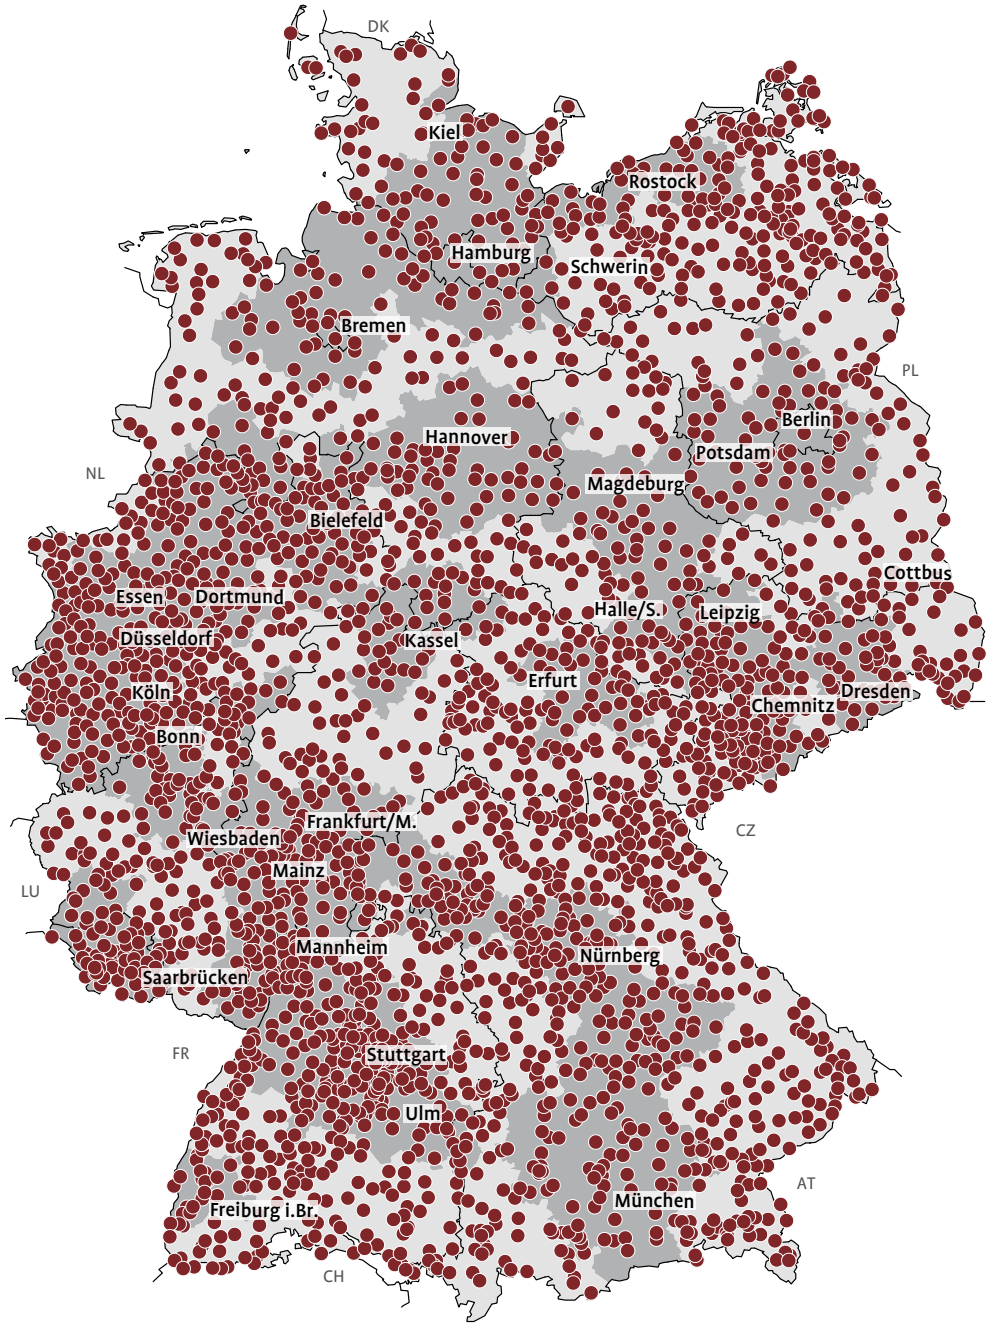 DK
Kiel
Rostock
Hamburg
Schwerin
Bremen
PL
Berlin
Hannover
Potsdam
NL
Magdeburg
Bielefeld
Cottbus
Essen
Dortmund
Halle/S.
Leipzig
Düsseldorf
Kassel
Erfurt
Köln
Dresden
Chemnitz
Bonn
Frankfurt/M.
CZ
Wiesbaden
Mainz
LU
Mannheim
Nürnberg
Saarbrücken
FR
Stuttgart
Ulm
AT
München
Freiburg i.Br.
CH